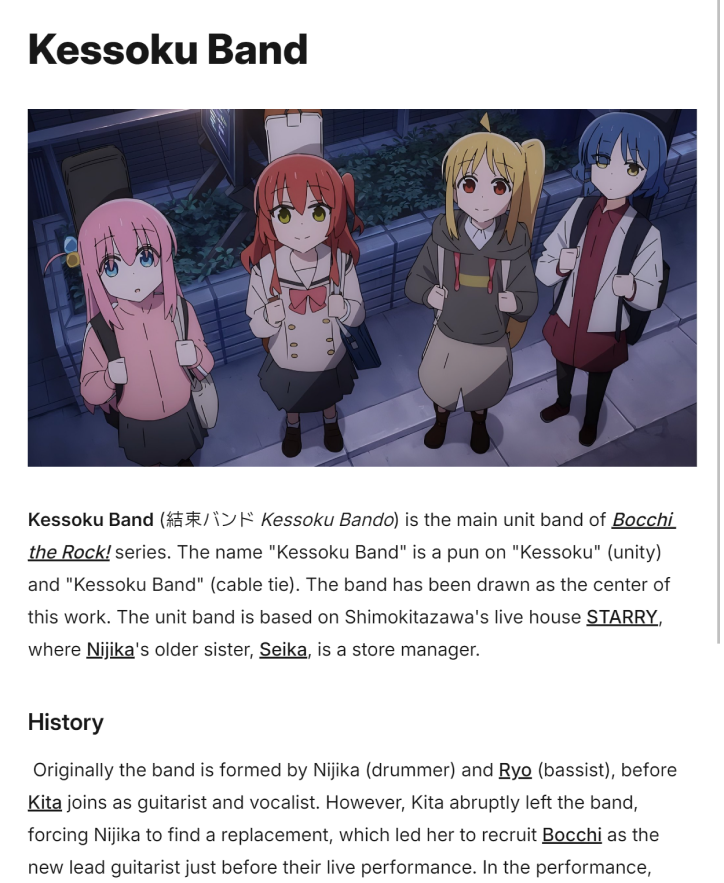 Kessoku Band
Kessoku Band (結束バンド Kessoku Bando) is the main unit band of Bocchi
the Rock! series. The name "Kessoku Band" is a pun on "Kessoku" (unity)
and "Kessoku Band" (cable tie). The band has been drawn as the center of
this work. The unit band is based on Shimokitazawa's live house STARRY,
where Nijika's older sister, Seika, is a store manager.
History
Originally the band is formed by Nijika (drummer) and Ryo (bassist), before
Kita joins as guitarist and vocalist. However, Kita abruptly left the band,
forcing Nijika to find a replacement, which led her to recruit Bocchi as the
new lead guitarist just before their live performance. In the performance,